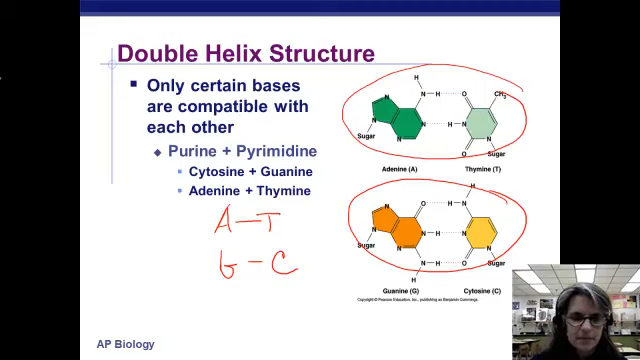 Double Helix Structure
Only certain bases
are compatible with
each other
Purine + Pyrimidine
Cytosine + Guanine
Adenine + Thymine
A—T
G-C
H
N
N
H
O
CH3
N
N
H
N
N
Sugar
N
O
Sugar
Adenine (A)
Thymine (T)
H
N
O
H
N
N
N
H
N
Sugar
N
N
H
O
Sugar
H
Guanine (G)
Cytosine (C)
Copyright © Pearson Education, Inc., publishing as Benjamin Cummings.
AP Biology